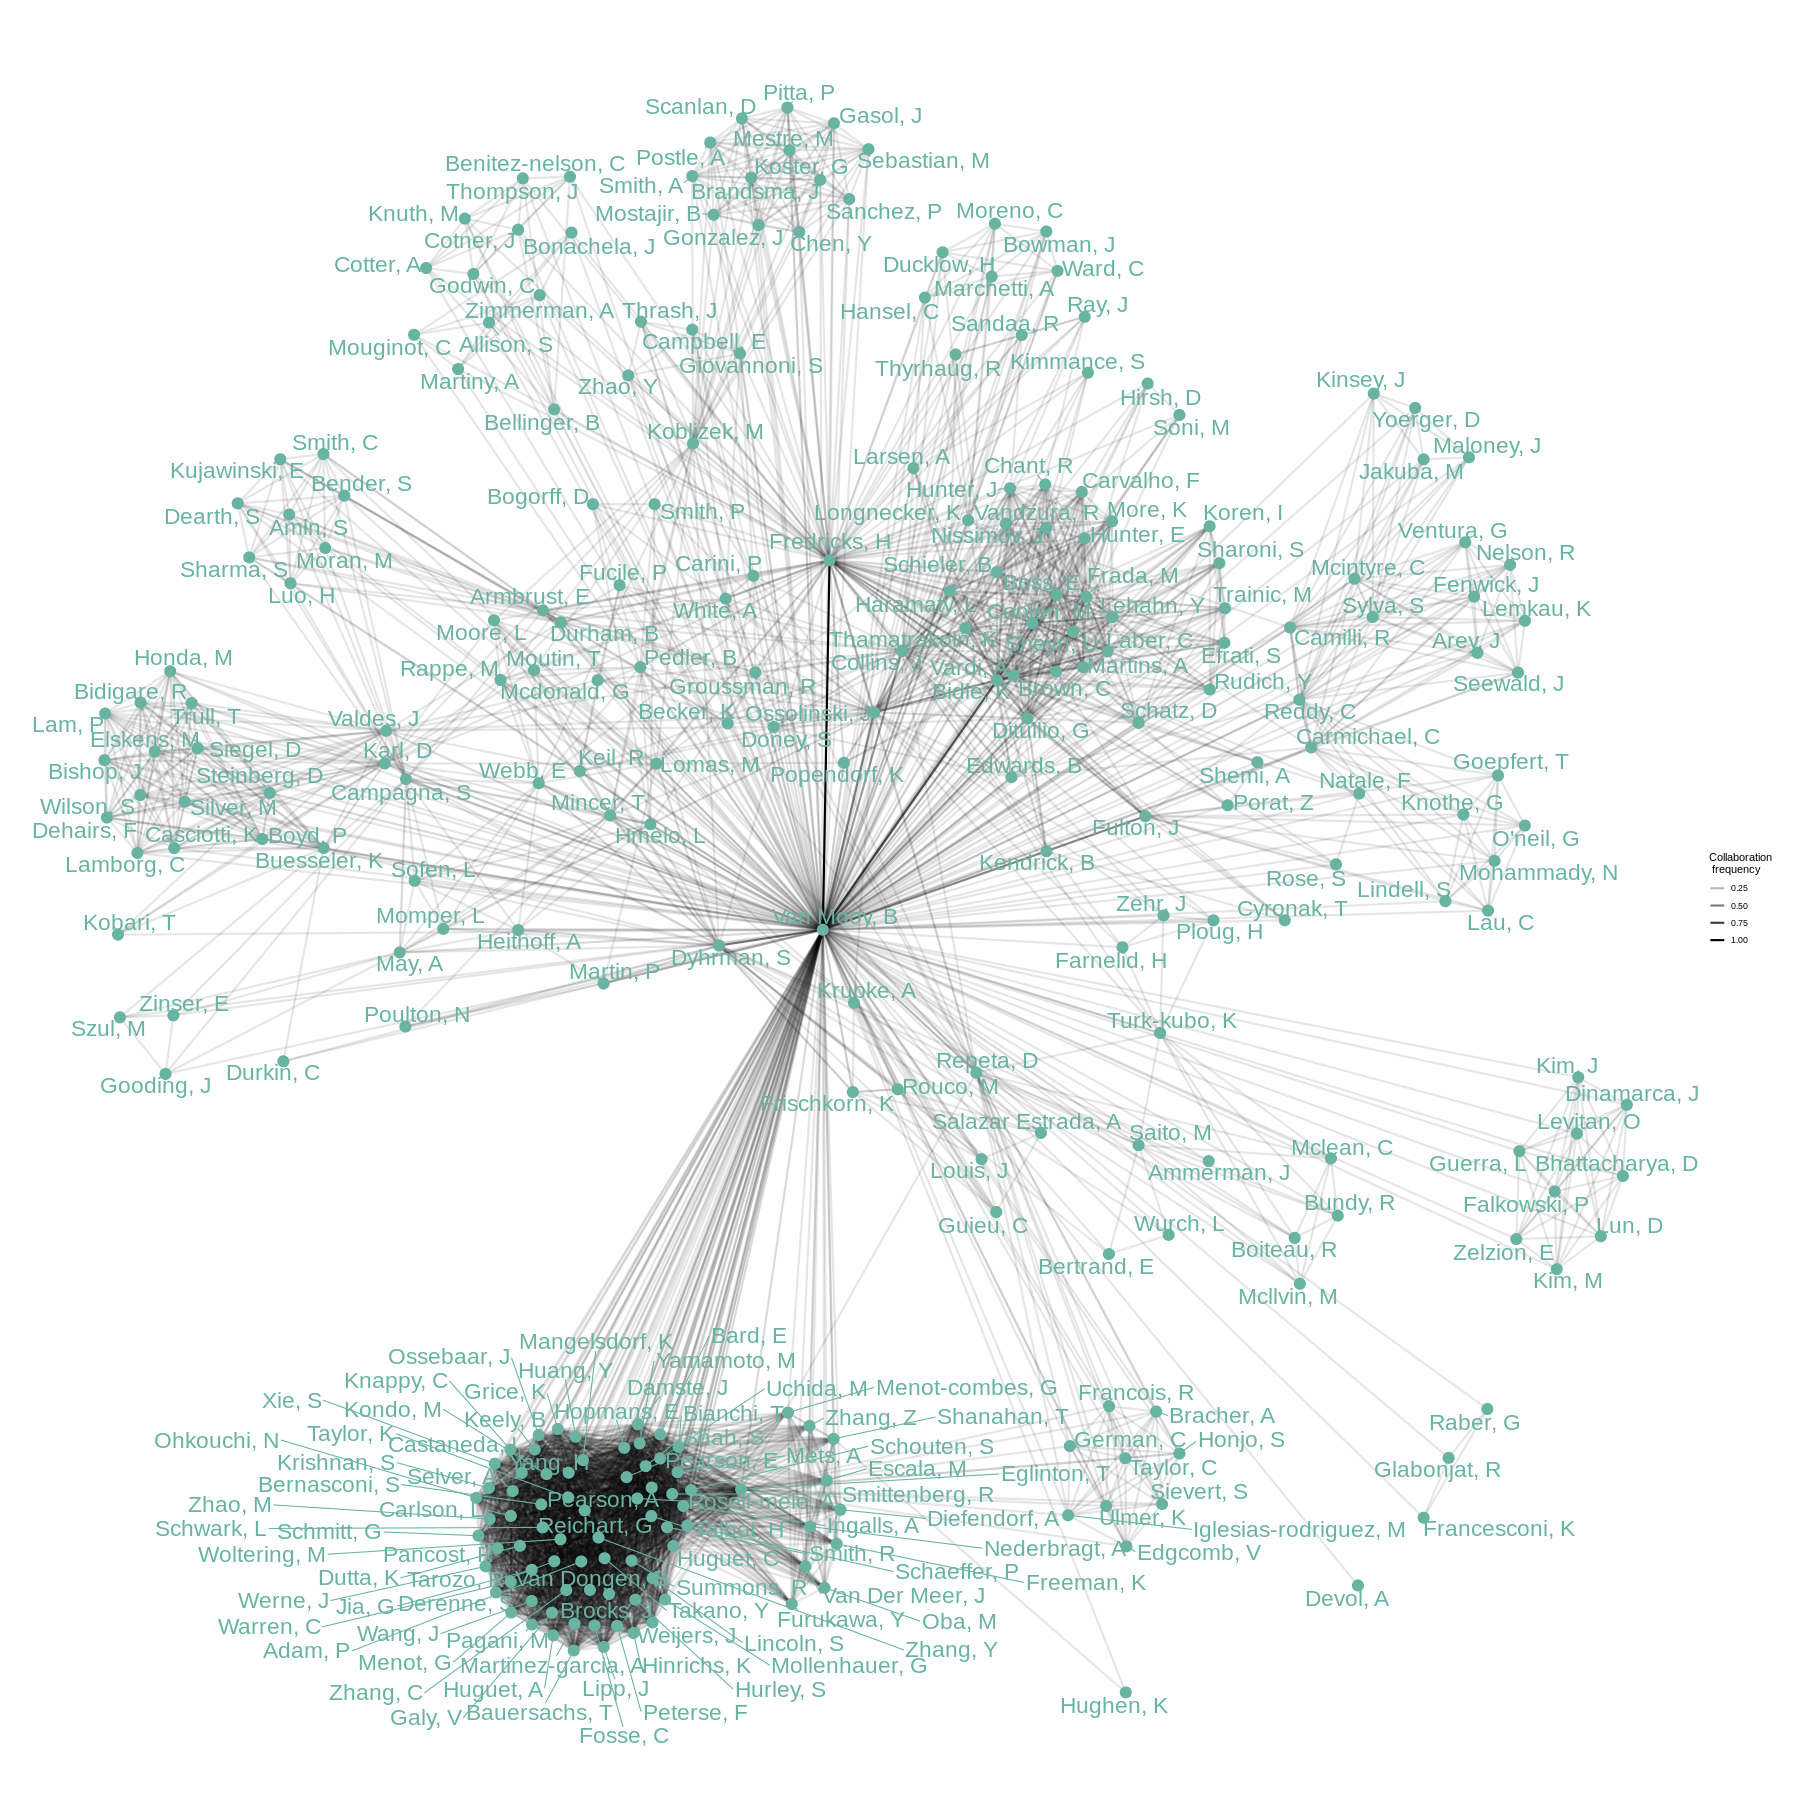 Pitta, P
Scanlan, D
Gasol, J
Mestre, M
Postle, A
Sebastian, M
Koster, G
Benitez-nelson, C
Smith, A
Brandsma, J
Thompson, J
Knuth, M
Mostajir, B
Sanchez, P
Moreno, C
Cotner, J
Bonachela, J
Gonzalez, J
Chen, Y
Bowman, J
Cotter, A
Ducklow, H
Ward, C
Godwin, C
Marchetti, A
Zimmerman, A
Thrash, J
Hansel, C
Ray, J
Sandaa, R
Mouginot, C
Allison, S
Campbell, E
Giovannoni, S
Thyrhaug, R
Kimmance, S
Martiny, A
Zhao, Y
Kinsey, J
Hirsh, D
Bellinger, B
Koblizek, M
Soni, M
Yoerger, D
Smith, C
Maloney, J
Kujawinski, E
Larsen, A
Chant, R
Jakuba, M
Bender, S
Hunter, J
Carvalho, F
Bogorff, D
Smith, P
Longnecker, K
Vandzura, R
More, K
Koren, I
Dearth, S
Amin, S
Fredricks, H
Nissimov, J
Hunter, E
Ventura, G
Moran, M
Sharoni, S
Nelson, R
Sharma, S
Fucile, P
Carini, P
Schieler, B
Boss, E
Frada, M
Mcintyre, C
Fenwick, J
Luo, H
Armbrust, E
White, A
Haramaty, L
Coolen, M
Lehahn, Y
Trainic, M
Sylva, S
Lemkau, K
Moore, L
Durham, B
Thamatrakoln, K
Sheyn, U
Laber, C
Camilli, R
Arey, J
Honda, M
Rappe, M
Moutin, T
Pedler, B
Collins, J
Vardi, A
Martins, A
Efrati, S
Bidigare, R
Mcdonald, G
Groussman, R
Bidle, K
Brown, C
Rudich, Y
Seewald, J
Lam, P
Trull, T
Valdes, J
Becker, K
Ossolinski, J
Schatz, D
Reddy, C
Elskens, M
Siegel, D
Karl, D
Doney, S
Ditullio, G
Carmichael, C
Bishop, J
Steinberg, D
Webb, E
Keil, R
Lomas, M
Popendorf, K
Edwards, B
Shemi, A
Natale, F
Goepfert, T
Wilson, S
Silver, M
Campagna, S
Mincer, T
Porat, Z
Knothe, G
Dehairs, F
Casciotti, K
Boyd, P
Hmelo, L
Fulton, J
O'neil, G
Lamborg, C
Buesseler, K
Sofen, L
Kendrick, B
Rose, S
Mohammady, N
Lindell, S
Collaboration
frequency
0.25
0.50
0.75
1.00
Kobari, T
Momper, L
Van Mooy, B
Zehr, J
Cyronak, T
Lau, C
Heithoff, A
Ploug, H
May, A
Martin, P
Dyhrman, S
Farnelid, H
Zinser, E
Krupke, A
Szul, M
Poulton, N
Turk-kubo, K
Gooding, J
Durkin, C
Repeta, D
Rouco, M
Kim, J
Frischkorn, K
Dinamarca, J
Salazar Estrada, A
Saito, M
Levitan, O
Louis, J
Ammerman, J
Mclean, C
Guerra, L
Bhattacharya, D
Guieu, C
Wurch, L
Bundy, R
Falkowski, P
Lun, D
Bertrand, E
Boiteau, R
Zelzion, E
Mcllvin, M
Kim, M
Mangelsdorf, K
Bard, E
Ossebaar, J
Huang, Y
Yamamoto, M
Knappy, C
Grice, K
Damste, J
Uchida, M
Menot-combes, G
Francois, R
Xie, S
Kondo, M
Keely, B
Hopmans, E
Bianchi, T
Zhang, Z
Shanahan, T
Bracher, A
Raber, G
Taylor, K
Castaneda, I
Shah, S
Mets, A
Schouten, S
German, C
Honjo, S
Ohkouchi, N
Krishnan, S
Selver, A
Yang, H
Pearson, E
Escala, M
Eglinton, T
Taylor, C
Glabonjat, R
Bernasconi, S
Smittenberg, R
Sievert, S
Zhao, M
Carlson, L
Pearson, A
Rosell-mele, A
Diefendorf, A
Ulmer, K
Schwark, L
Schmitt, G
Reichart, G
Talbot, H
Ingalls, A
Iglesias-rodriguez, M
Francesconi, K
Woltering, M
Pancost, R
Huguet, C
Smith, R
Nederbragt, A
Edgcomb, V
Dutta, K
Tarozo, R
Van Dongen, B
Summons, R
Schaeffer, P
Freeman, K
Werne, J
Jia, G
Derenne, S
Brocks, J
Takano, Y
Van Der Meer, J
Devol, A
Warren, C
Wang, J
Pagani, M
Weijers, J
Furukawa, Y
Oba, M
Adam, P
Menot, G
Martinez-garcia, A
Hinrichs, K
Lincoln, S
Mollenhauer, G
Zhang, Y
Zhang, C
Huguet, A
Lipp, J
Hurley, S
Galy, V
Bauersachs, T
Peterse, F
Fosse, C
Hughen, K